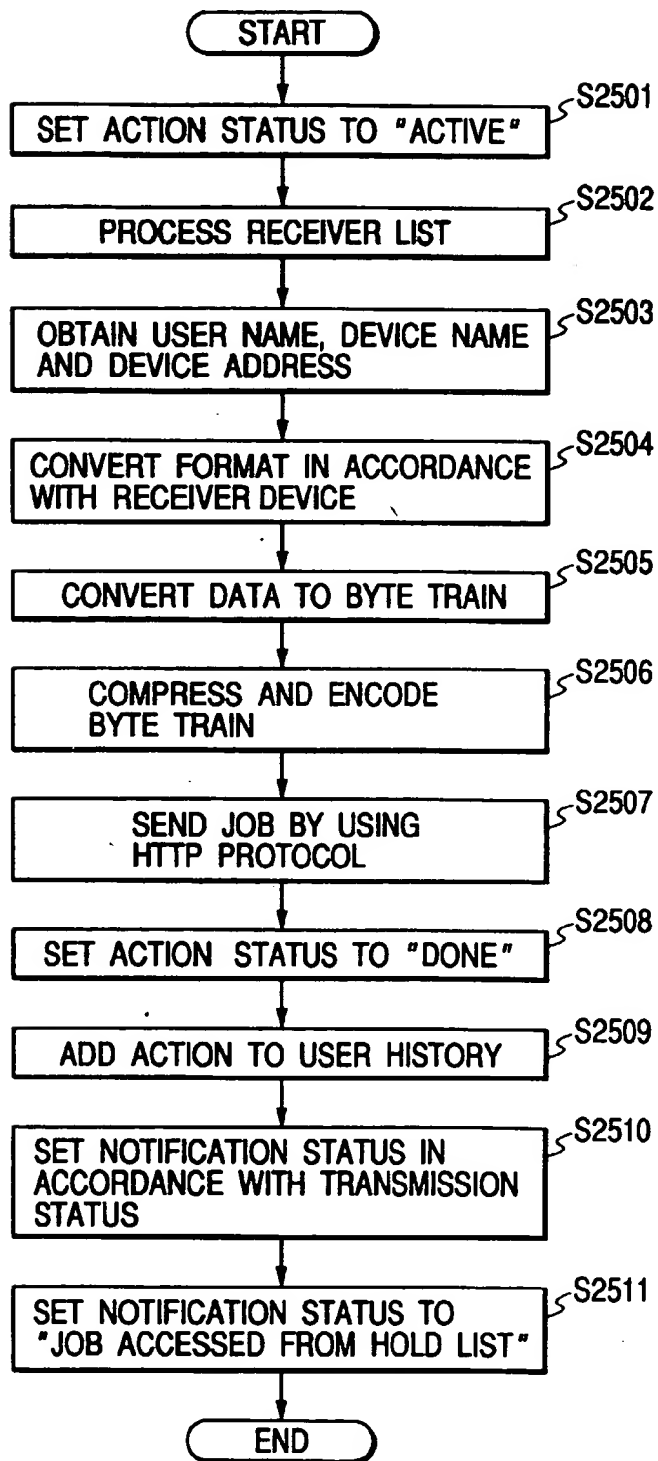 START
S2501
SET ACTION STATUS TO "ACTIVE"
S2502
PROCESS RECEIVER LIST
S2503
OBTAIN USER NAME, DEVICE NAME
AND DEVICE ADDRESS
S2504
CONVERT FORMAT IN ACCORDANCE
WITH RECEIVER DEVICE
S2505
CONVERT DATA TO BYTE TRAIN
S2506
COMPRESS AND ENCODE
BYTE TRAIN
S2507
SEND JOB BY USING
HTTP PROTOCOL
S2508
SET ACTION STATUS TO "DONE"
S2509
ADD ACTION TO USER HISTORY
S2510
SET NOTIFICATION STATUS IN
ACCORDANCE WITH TRANSMISSION
STATUS
S2511
SET NOTIFICATION STATUS TO
"JOB ACCESSED FROM HOLD LIST"
END